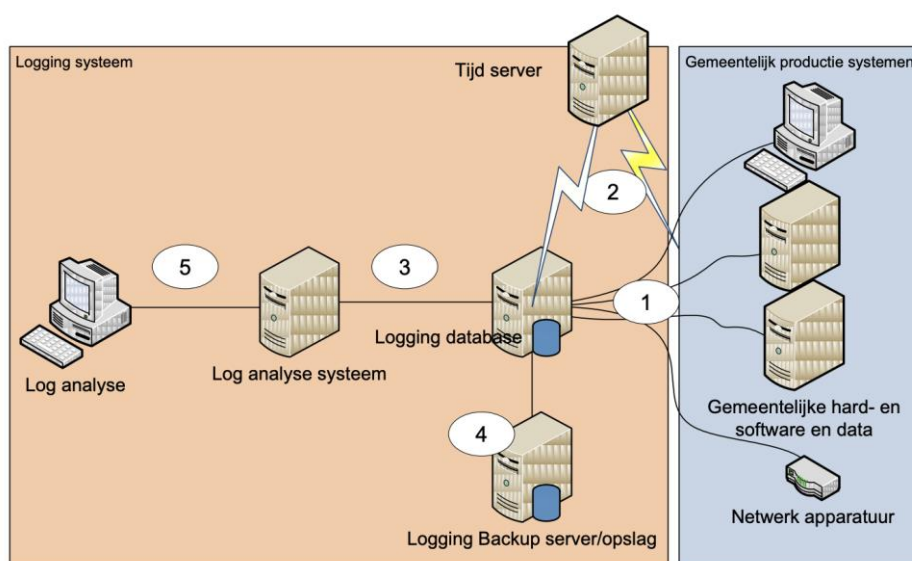 Logging systeem
Tijd server
Gemeentelijk productie systemen
2
5
3
1
Logging database
Log analyse
Log analyse systeem
Gemeentelijke hard- en
software en data
4
Netwerk apparatuur
Logging Backup server/opslag